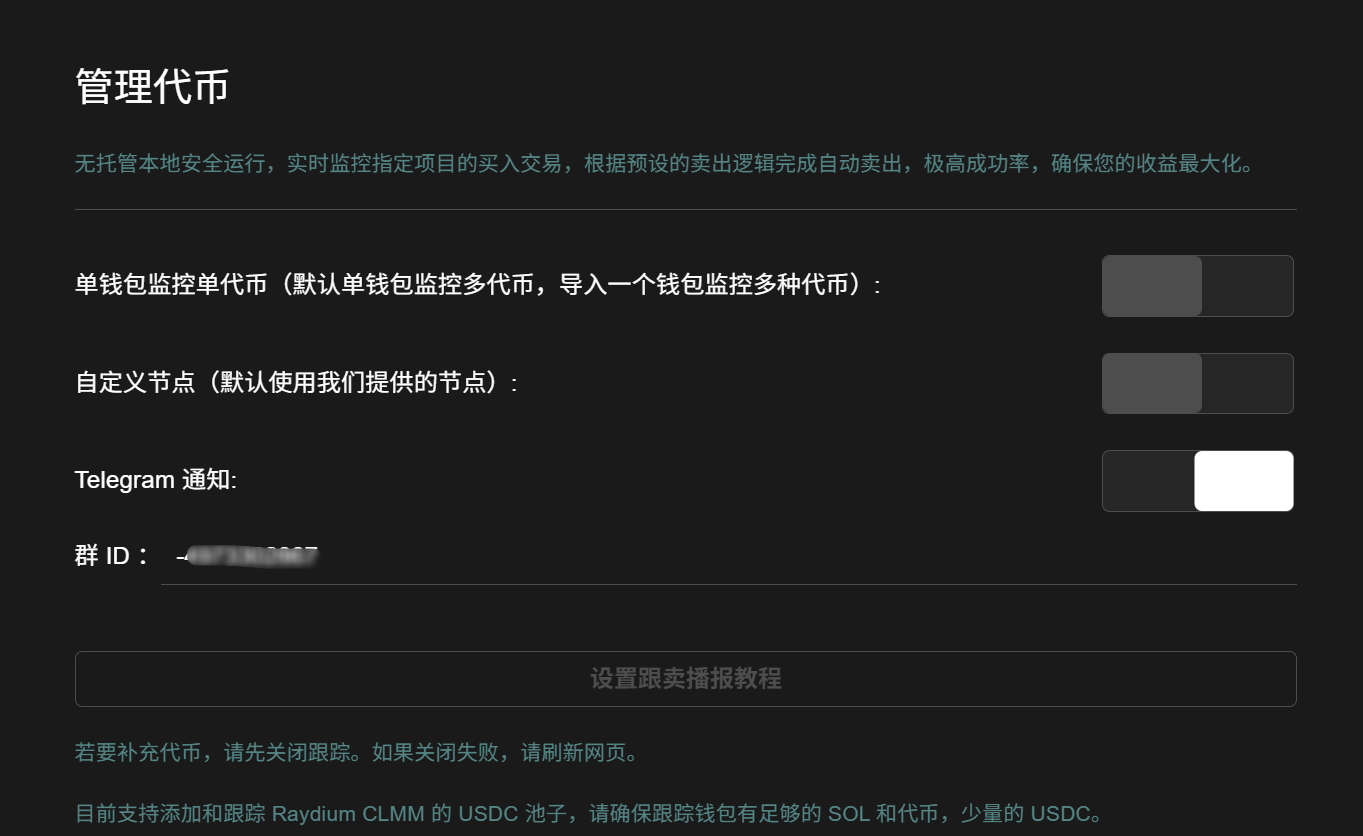 管理代币
无托管本地安全运行，实时监控指定项目的买入交易，根据预设的卖出逻辑完成自动卖出，极高成功率，确保您的收益最大化。
单钱包监控单代币（默认单钱包监控多代币，导入一个钱包监控多种代币）:
自定义节点（默认使用我们提供的节点）:
Telegram 通知:
群 ID：
设置跟卖播报教程
若要补充代币，请先关闭跟踪。如果关闭失败，请刷新网页。
目前支持添加和跟踪 Raydium CLMM 的 USDC 池子，请确保跟踪钱包有足够的 SOL 和代币，少量的 USDC。